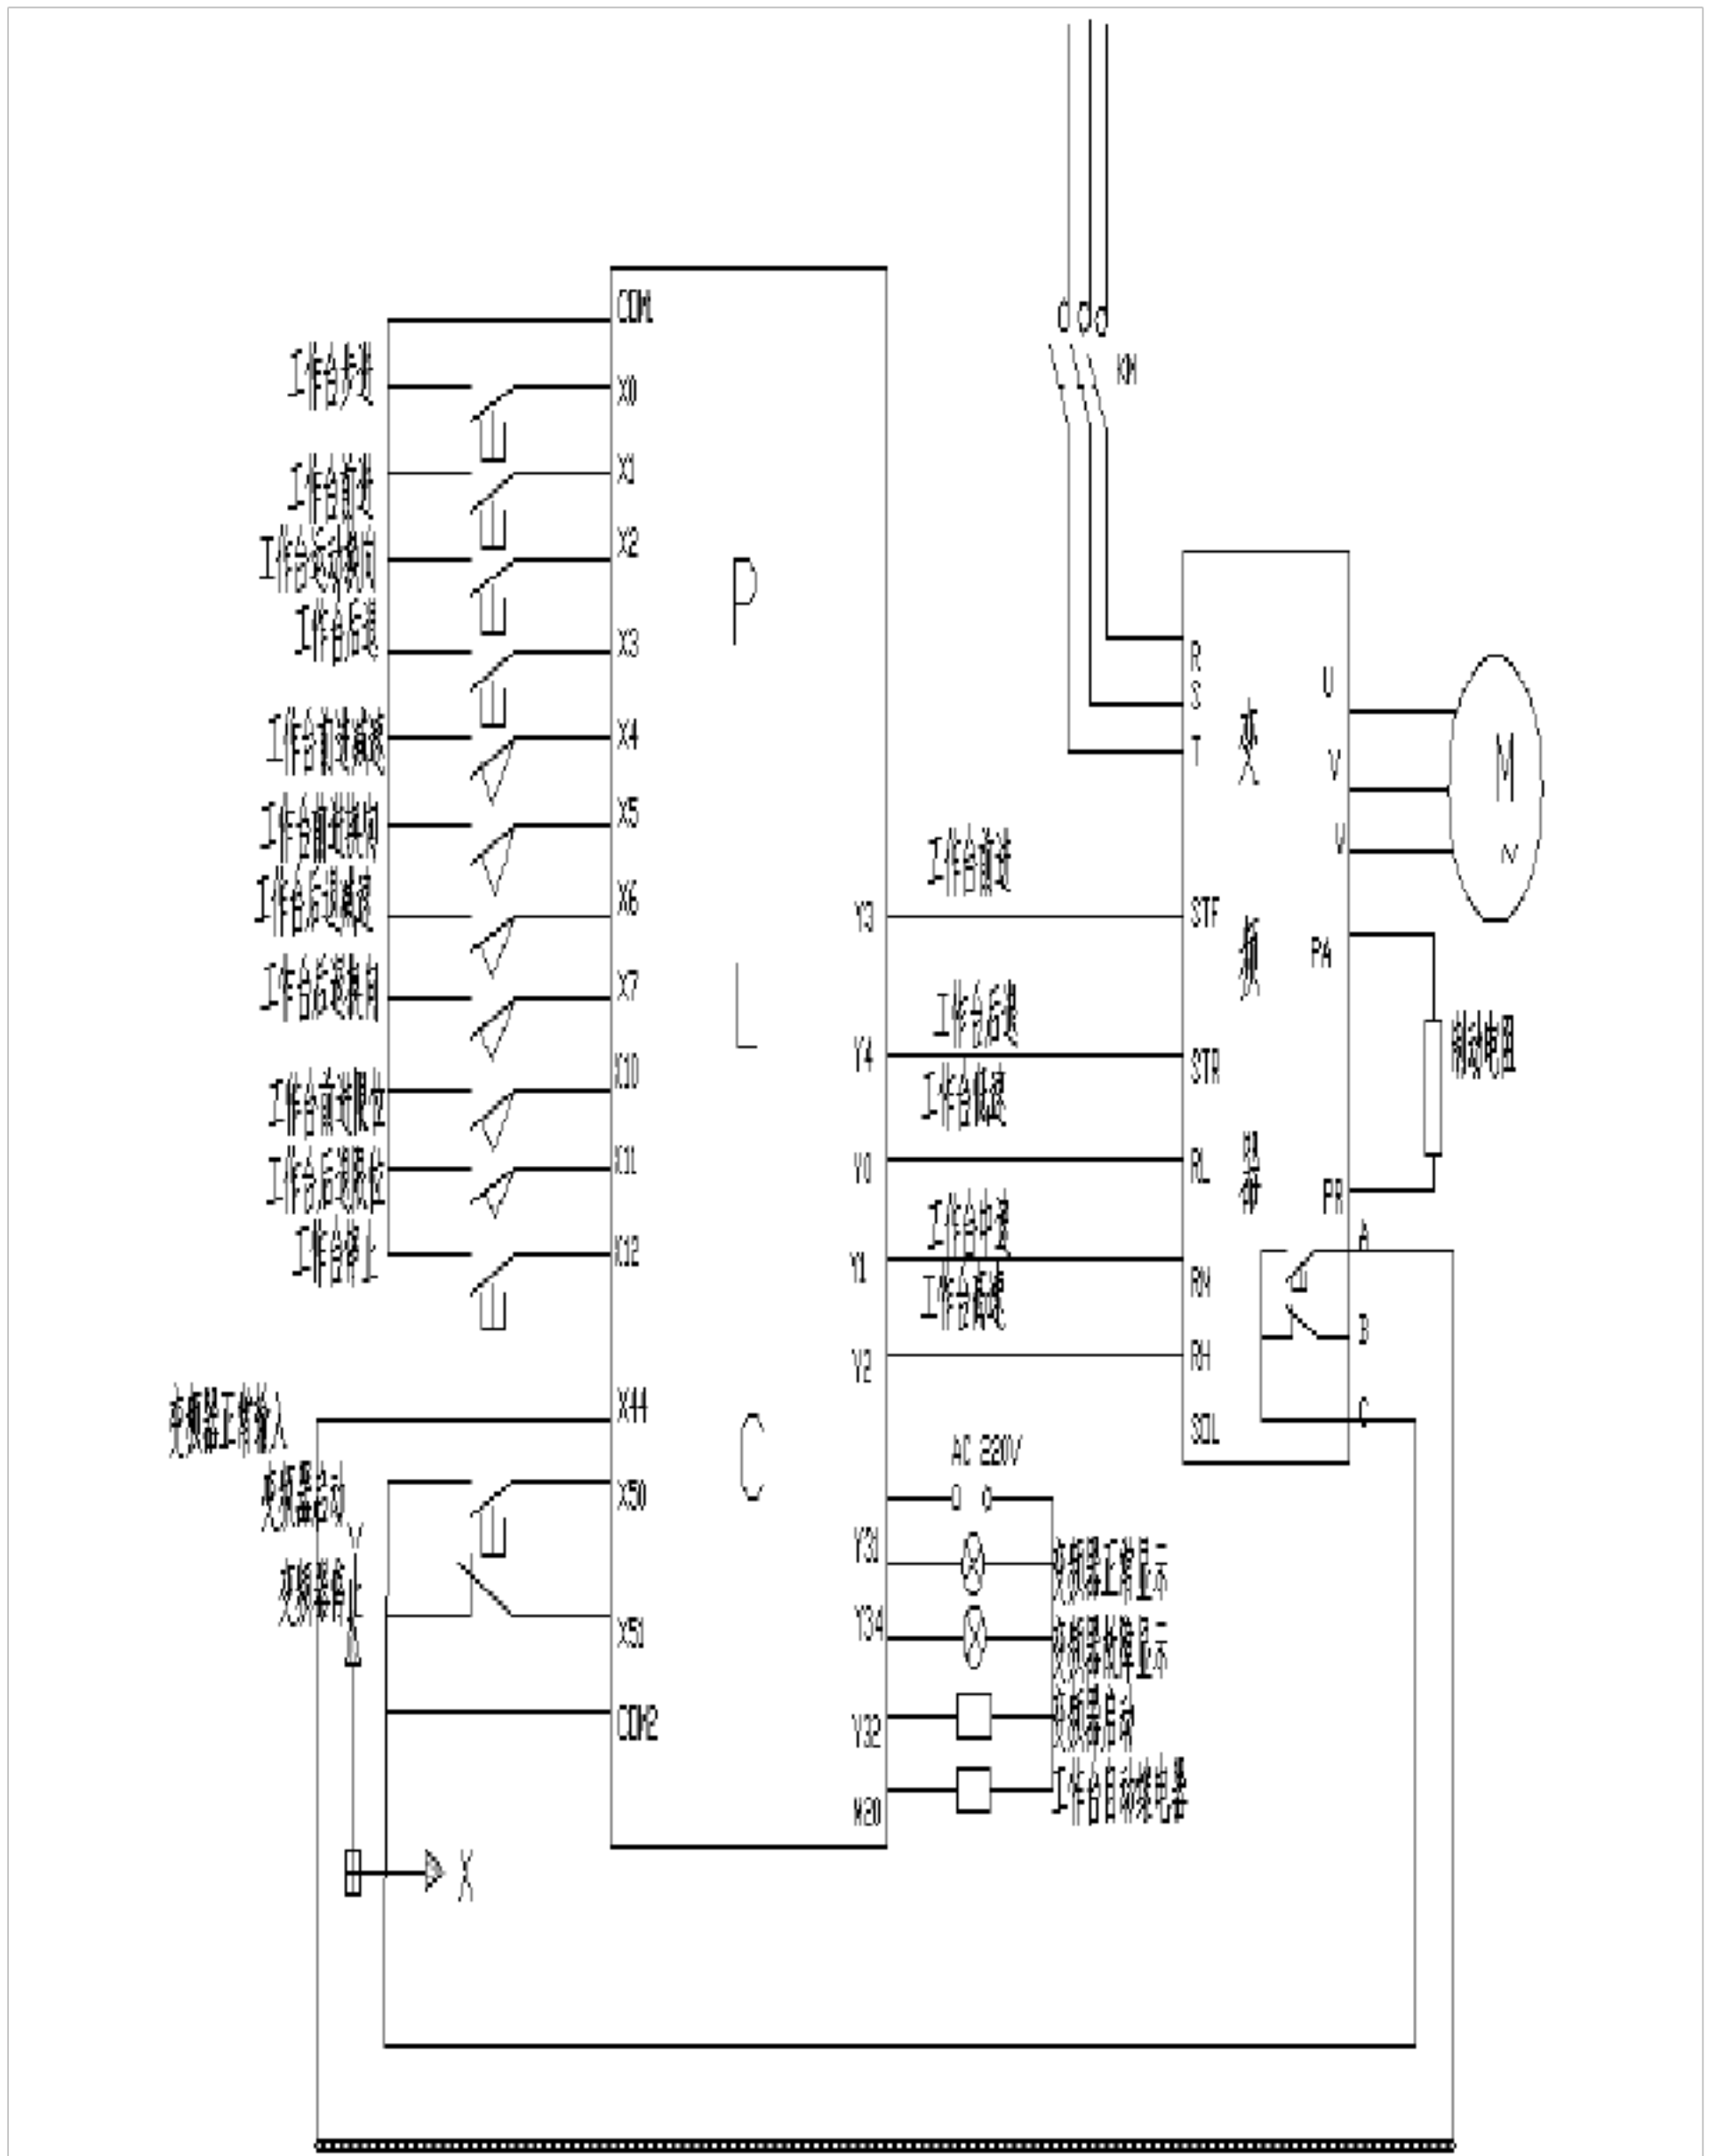 COM1
工作台步进
X0
工作台前进
X1
工作台运动换向
X2
工作台后退
X3
工作台前进减速
X4
工作台前进换向
X5
工作台后退减速
X6
工作台后退换向
X7
工作台前进限位
X10
工作台后退限位
X11
工作台停止
X12
变频器正常输入
X44
变频器启动
X50
Y
变频器停止
X51
COM2
X
P
L
C
Y3
工作台前进
Y4
工作台后退
工作台低速
Y0
工作台中速
Y1
工作台高速
Y2
AC 220V
Y31
变频器正常显示
Y34
变频器故障显示
Y32
变频器启动
M20
工作台自动继电器
KM
R
S
T
STF
STR
RL
RM
RH
SDL
变
频
器
U
V
M
~
PA
制动电阻
PR
A
B
C